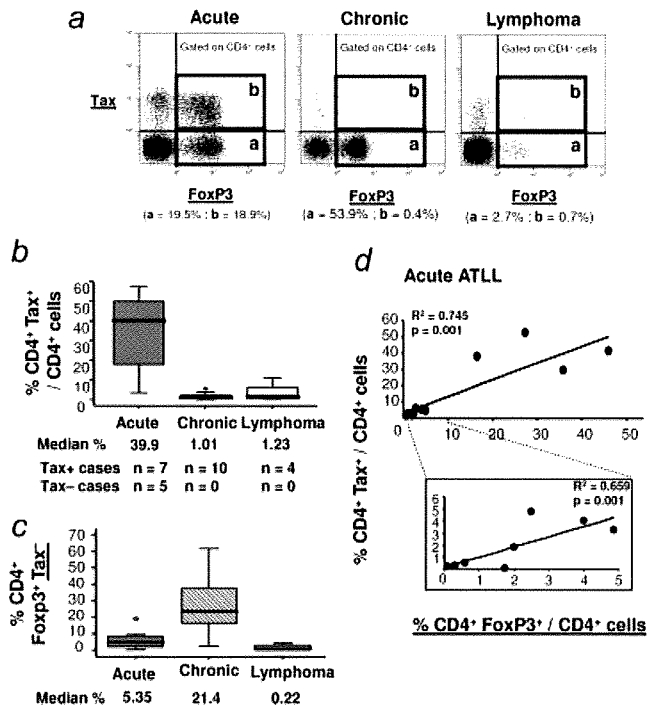 a
Acute Chronic Lymphoma
Gated on CD4⁺ cells Gated on CD4⁺ cells Gated on CD4⁺ cells
b b b
Tax
a a a
FoxP3 FoxP3 FoxP3
(a = 19.5% ; b = 18.9%) (a = 53.9% ; b = 0.4%) (a = 2.7% ; b = 0.7%)
b
% CD4⁺ Tax⁺
/ CD4⁺ cells
60
50
40
30
20
10
0
Acute Chronic Lymphoma
Median % 39.9 1.01 1.23
Tax+ cases n = 7 n = 10 n = 4
Tax– cases n = 5 n = 0 n = 0
c
% CD4⁺
Foxp3⁺ Tax⁻
70
60
50
40
30
20
10
0
Acute Chronic Lymphoma
Median % 5.35 21.4 0.22
d
Acute ATLL
R² = 0.745
p = 0.001
% CD4⁺ Tax⁺ / CD4⁺ cells
60
50
40
30
20
10
0 10 20 30 40 50
R² = 0.659
p = 0.001
6
5
4
3
2
1
0 1 2 3 4 5
% CD4⁺ FoxP3⁺ / CD4⁺ cells